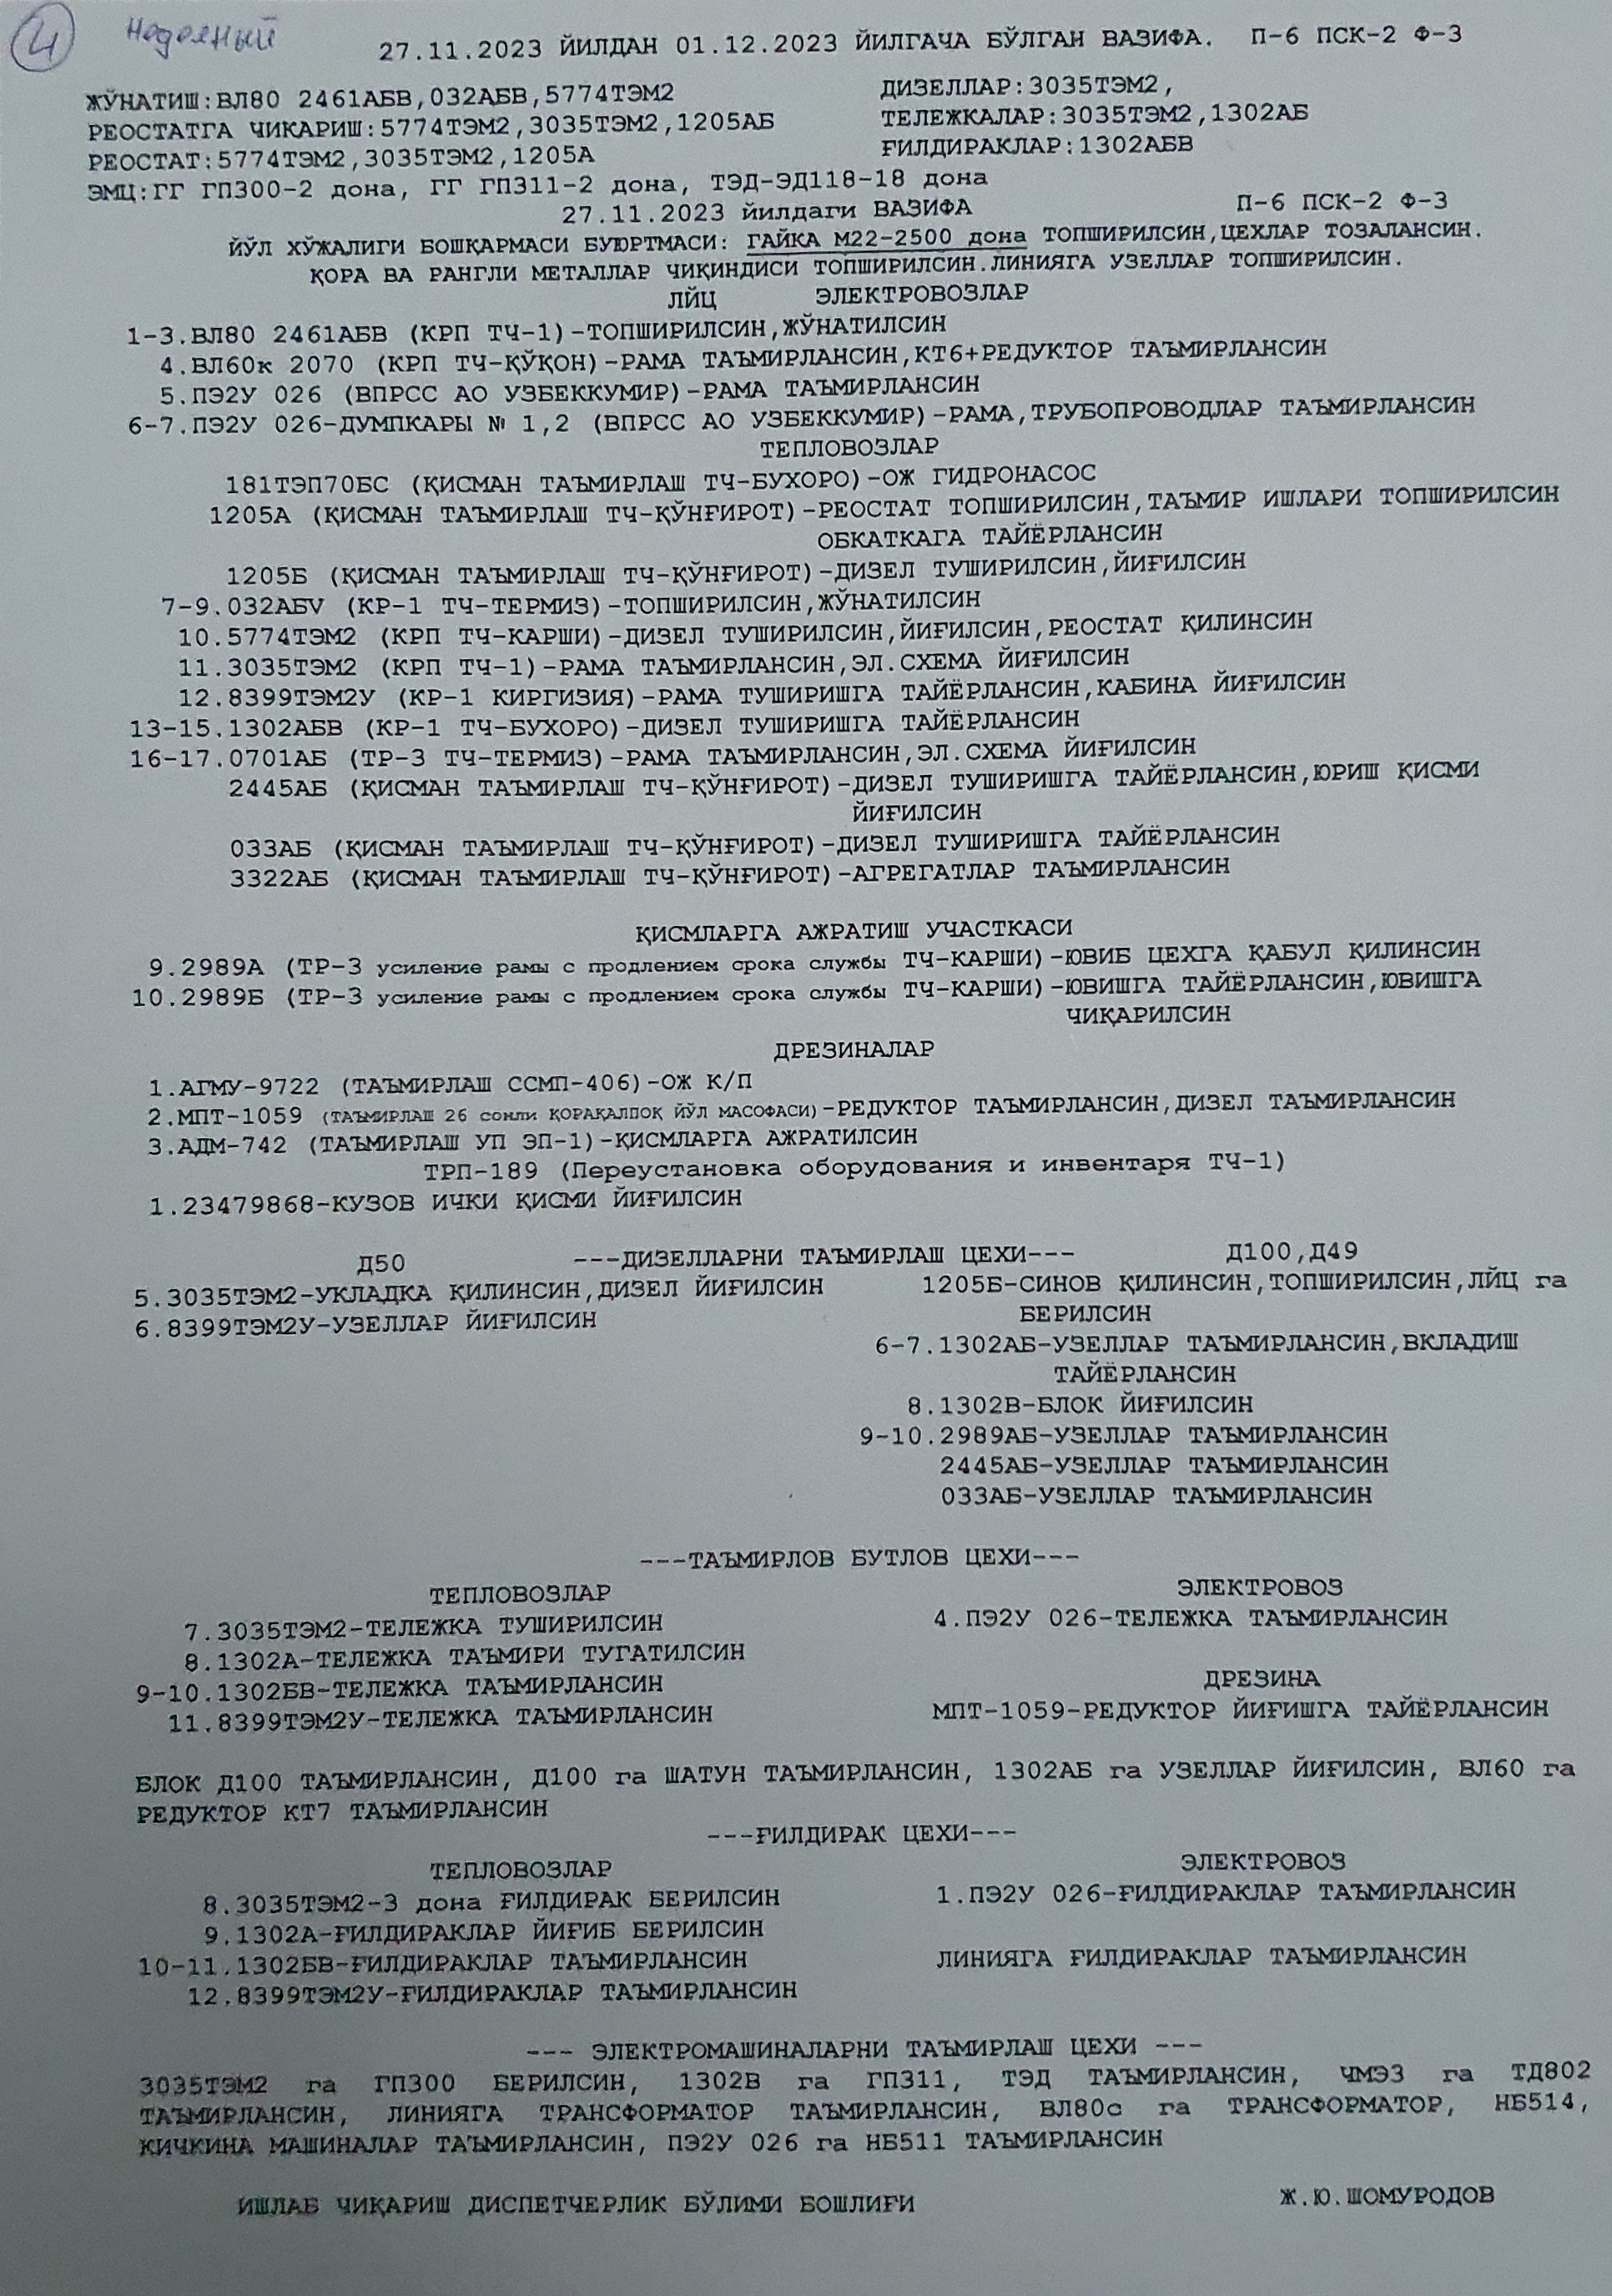 4
27.11.2023 ЙИЛДАН 01.12.2023 ЙИЛГАЧА БЎЛГАН ВАЗИФА. П-6 ПСК-2 Ф-3
ЖЎНАТИШ:ВЛ80 2461АБВ,032АБВ,5774ТЭМ2 ДИЗЕЛЛАР:3035ТЭМ2,
РЕОСТАТГА ЧИКАРИШ:5774ТЭМ2,3035ТЭМ2,1205АБ ТЕЛЕЖКАЛАР:3035ТЭМ2,1302АБ
РЕОСТАТ:5774ТЭМ2,3035ТЭМ2,1205А ҒИЛДИРАКЛАР:1302АБВ
ЭМЦ:ГГ ГП300-2 дона, ГГ ГП311-2 дона, ТЭД-ЭД118-18 дона
27.11.2023 йилдаги ВАЗИФА П-6 ПСК-2 Ф-3
ЙЎЛ ХЎЖАЛИГИ БОШҚАРМАСИ БУЮРТМАСИ: ГАЙКА М22-2500 дона ТОПШИРИЛСИН,ЦЕХЛАР ТОЗАЛАНСИН.
ҚОРА ВА РАНГЛИ МЕТАЛЛАР ЧИҚИНДИСИ ТОПШИРИЛСИН.ЛИНИЯГА УЗЕЛЛАР ТОПШИРИЛСИН.
ЛЙЦ ЭЛЕКТРОВОЗЛАР
1-3.ВЛ80 2461АБВ (КРП ТЧ-1)-ТОПШИРИЛСИН,ЖЎНАТИЛСИН
4.ВЛ60к 2070 (КРП ТЧ-ҚЎҚОН)-РАМА ТАЪМИРЛАНСИН,КТ6+РЕДУКТОР ТАЪМИРЛАНСИН
5.ПЭ2У 026 (ВПРСС АО УЗБЕККУМИР)-РАМА ТАЪМИРЛАНСИН
6-7.ПЭ2У 026-ДУМПКАРЫ № 1,2 (ВПРСС АО УЗБЕККУМИР)-РАМА,ТРУБОПРОВОДЛАР ТАЪМИРЛАНСИН
ТЕПЛОВОЗЛАР
181ТЭП70БС (ҚИСМАН ТАЪМИРЛАШ ТЧ-БУХОРО)-ОЖ ГИДРОНАСОС
1205А (ҚИСМАН ТАЪМИРЛАШ ТЧ-ҚЎНҒИРОТ)-РЕОСТАТ ТОПШИРИЛСИН,ТАЪМИР ИШЛАРИ ТОПШИРИЛСИН
ОБКАТКАГА ТАЙЁРЛАНСИН
1205Б (ҚИСМАН ТАЪМИРЛАШ ТЧ-ҚЎНҒИРОТ)-ДИЗЕЛ ТУШИРИЛСИН,ЙИҒИЛСИН
7-9.032АБV (КР-1 ТЧ-ТЕРМИЗ)-ТОПШИРИЛСИН,ЖЎНАТИЛСИН
10.5774ТЭМ2 (КРП ТЧ-КАРШИ)-ДИЗЕЛ ТУШИРИЛСИН,ЙИҒИЛСИН,РЕОСТАТ ҚИЛИНСИН
11.3035ТЭМ2 (КРП ТЧ-1)-РАМА ТАЪМИРЛАНСИН,ЭЛ.СХЕМА ЙИҒИЛСИН
12.8399ТЭМ2У (КР-1 КИРГИЗИЯ)-РАМА ТУШИРИШГА ТАЙЁРЛАНСИН,КАБИНА ЙИҒИЛСИН
13-15.1302АБВ (КР-1 ТЧ-БУХОРО)-ДИЗЕЛ ТУШИРИШГА ТАЙЁРЛАНСИН
16-17.0701АБ (ТР-3 ТЧ-ТЕРМИЗ)-РАМА ТАЪМИРЛАНСИН,ЭЛ.СХЕМА ЙИҒИЛСИН
2445АБ (ҚИСМАН ТАЪМИРЛАШ ТЧ-ҚЎНҒИРОТ)-ДИЗЕЛ ТУШИРИШГА ТАЙЁРЛАНСИН,ЮРИШ ҚИСМИ
ЙИҒИЛСИН
033АБ (ҚИСМАН ТАЪМИРЛАШ ТЧ-ҚЎНҒИРОТ)-ДИЗЕЛ ТУШИРИШГА ТАЙЁРЛАНСИН
3322АБ (ҚИСМАН ТАЪМИРЛАШ ТЧ-ҚЎНҒИРОТ)-АГРЕГАТЛАР ТАЪМИРЛАНСИН
ҚИСМЛАРГА АЖРАТИШ УЧАСТКАСИ
9.2989А (ТР-3 усиление рамы с продлением срока службы ТЧ-КАРШИ)-ЮВИБ ЦЕХГА ҚАБУЛ ҚИЛИНСИН
10.2989Б (ТР-3 усиление рамы с продлением срока службы ТЧ-КАРШИ)-ЮВИШГА ТАЙЁРЛАНСИН,ЮВИШГА
ЧИҚАРИЛСИН
ДРЕЗИНАЛАР
1.АГМУ-9722 (ТАЪМИРЛАШ ССМП-406)-ОЖ К/П
2.МПТ-1059 (ТАЪМИРЛАШ 26 сонли ҚОРАҚАЛПОҚ ЙЎЛ МАСОФАСИ)-РЕДУКТОР ТАЪМИРЛАНСИН,ДИЗЕЛ ТАЪМИРЛАНСИН
3.АДМ-742 (ТАЪМИРЛАШ УП ЭП-1)-ҚИСМЛАРГА АЖРАТИЛСИН
ТРП-189 (Переустановка оборудования и инвентаря ТЧ-1)
1.23479868-КУЗОВ ИЧКИ ҚИСМИ ЙИҒИЛСИН
Д50 ---ДИЗЕЛЛАРНИ ТАЪМИРЛАШ ЦЕХИ--- Д100,Д49
5.3035ТЭМ2-УКЛАДКА ҚИЛИНСИН,ДИЗЕЛ ЙИҒИЛСИН 1205Б-СИНОВ ҚИЛИНСИН,ТОПШИРИЛСИН,ЛЙЦ га
6.8399ТЭМ2У-УЗЕЛЛАР ЙИҒИЛСИН БЕРИЛСИН
6-7.1302АБ-УЗЕЛЛАР ТАЪМИРЛАНСИН,ВКЛАДИШ
ТАЙЁРЛАНСИН
8.1302В-БЛОК ЙИҒИЛСИН
9-10.2989АБ-УЗЕЛЛАР ТАЪМИРЛАНСИН
2445АБ-УЗЕЛЛАР ТАЪМИРЛАНСИН
033АБ-УЗЕЛЛАР ТАЪМИРЛАНСИН
---ТАЪМИРЛОВ БУТЛОВ ЦЕХИ---
ТЕПЛОВОЗЛАР ЭЛЕКТРОВОЗ
7.3035ТЭМ2-ТЕЛЕЖКА ТУШИРИЛСИН 4.ПЭ2У 026-ТЕЛЕЖКА ТАЪМИРЛАНСИН
8.1302А-ТЕЛЕЖКА ТАЪМИРИ ТУГАТИЛСИН
9-10.1302БВ-ТЕЛЕЖКА ТАЪМИРЛАНСИН ДРЕЗИНА
11.8399ТЭМ2У-ТЕЛЕЖКА ТАЪМИРЛАНСИН МПТ-1059-РЕДУКТОР ЙИҒИШГА ТАЙЁРЛАНСИН
БЛОК Д100 ТАЪМИРЛАНСИН, Д100 га ШАТУН ТАЪМИРЛАНСИН, 1302АБ га УЗЕЛЛАР ЙИҒИЛСИН, ВЛ60 га
РЕДУКТОР КТ7 ТАЪМИРЛАНСИН
---ҒИЛДИРАК ЦЕХИ---
ТЕПЛОВОЗЛАР ЭЛЕКТРОВОЗ
8.3035ТЭМ2-3 дона ҒИЛДИРАК БЕРИЛСИН 1.ПЭ2У 026-ҒИЛДИРАКЛАР ТАЪМИРЛАНСИН
9.1302А-ҒИЛДИРАКЛАР ЙИҒИБ БЕРИЛСИН
10-11.1302БВ-ҒИЛДИРАКЛАР ТАЪМИРЛАНСИН ЛИНИЯГА ҒИЛДИРАКЛАР ТАЪМИРЛАНСИН
12.8399ТЭМ2У-ҒИЛДИРАКЛАР ТАЪМИРЛАНСИН
--- ЭЛЕКТРОМАШИНАЛАРНИ ТАЪМИРЛАШ ЦЕХИ ---
3035ТЭМ2 га ГП300 БЕРИЛСИН, 1302В га ГП311, ТЭД ТАЪМИРЛАНСИН, ЧМЭ3 га ТД802
ТАЪМИРЛАНСИН, ЛИНИЯГА ТРАНСФОРМАТОР ТАЪМИРЛАНСИН, ВЛ80с га ТРАНСФОРМАТОР, НБ514,
КИЧКИНА МАШИНАЛАР ТАЪМИРЛАНСИН, ПЭ2У 026 га НБ511 ТАЪМИРЛАНСИН
ИШЛАБ ЧИҚАРИШ ДИСПЕТЧЕРЛИК БЎЛИМИ БОШЛИҒИ Ж.Ю.ШОМУРОДОВ